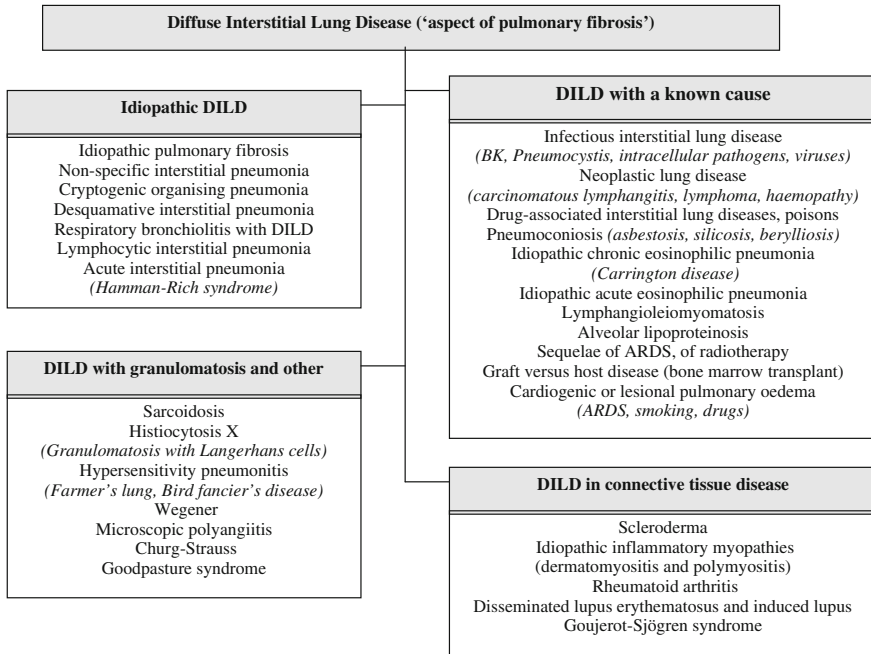 Diffuse Interstitial Lung Disease (‘aspect of pulmonary fibrosis’)
Idiopathic DILD
Idiopathic pulmonary fibrosis
Non-specific interstitial pneumonia
Cryptogenic organising pneumonia
Desquamative interstitial pneumonia
Respiratory bronchiolitis with DILD
Lymphocytic interstitial pneumonia
Acute interstitial pneumonia
(Hamman-Rich syndrome)
DILD with a known cause
Infectious interstitial lung disease
(BK, Pneumocystis, intracellular pathogens, viruses)
Neoplastic lung disease
(carcinomatous lymphangitis, lymphoma, haemopathy)
Drug-associated interstitial lung diseases, poisons
Pneumoconiosis (asbestosis, silicosis, berylliosis)
Idiopathic chronic eosinophilic pneumonia
(Carrington disease)
Idiopathic acute eosinophilic pneumonia
Lymphangioleiomyomatosis
Alveolar lipoproteinosis
Sequelae of ARDS, of radiotherapy
Graft versus host disease (bone marrow transplant)
Cardiogenic or lesional pulmonary oedema
(ARDS, smoking, drugs)
DILD with granulomatosis and other
Sarcoidosis
Histiocytosis X
(Granulomatosis with Langerhans cells)
Hypersensitivity pneumonitis
(Farmer’s lung, Bird fancier’s disease)
Wegener
Microscopic polyangiitis
Churg-Strauss
Goodpasture syndrome
DILD in connective tissue disease
Scleroderma
Idiopathic inflammatory myopathies
(dermatomyositis and polymyositis)
Rheumatoid arthritis
Disseminated lupus erythematosus and induced lupus
Goujerot-Sjögren syndrome